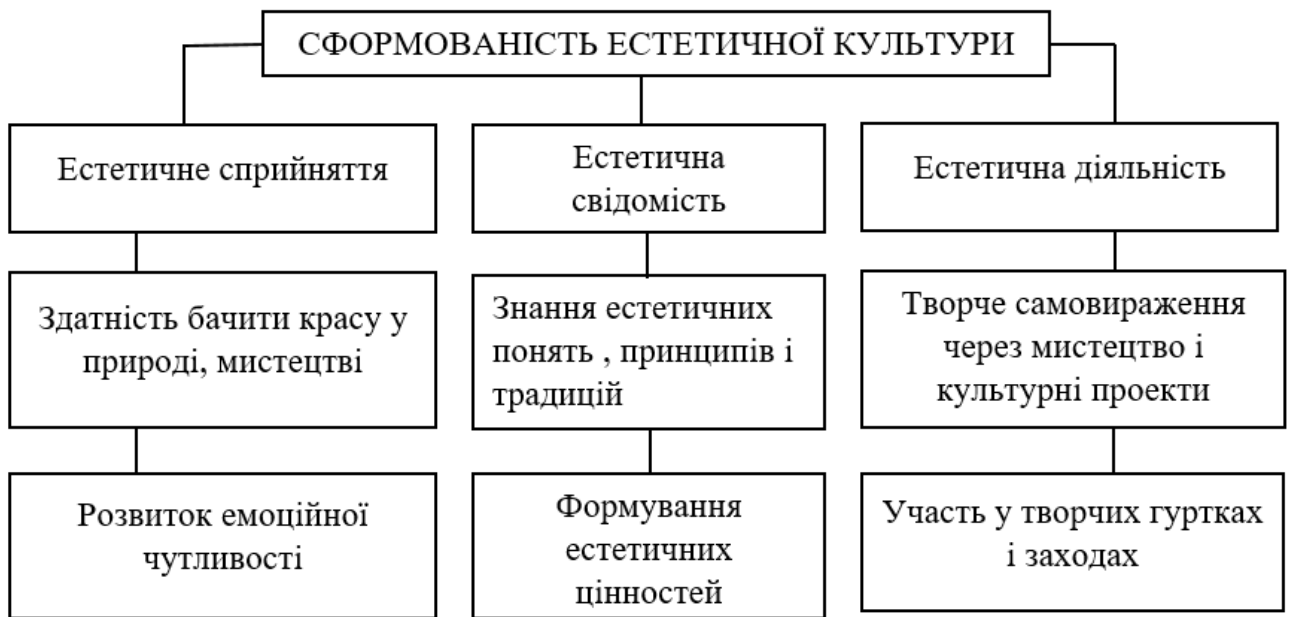 СФОРМОВАНІСТЬ ЕСТЕТИЧНОЇ КУЛЬТУРИ
Естетичне сприйняття
Естетична
свідомість
Естетична діяльність
Здатність бачити красу у
природі, мистецтві
Знання естетичних
понять , принципів і
традицій
Творче самовираження
через мистецтво і
культурні проекти
Розвиток емоційної
чутливості
Формування
естетичних
цінностей
Участь у творчих гуртках
і заходах